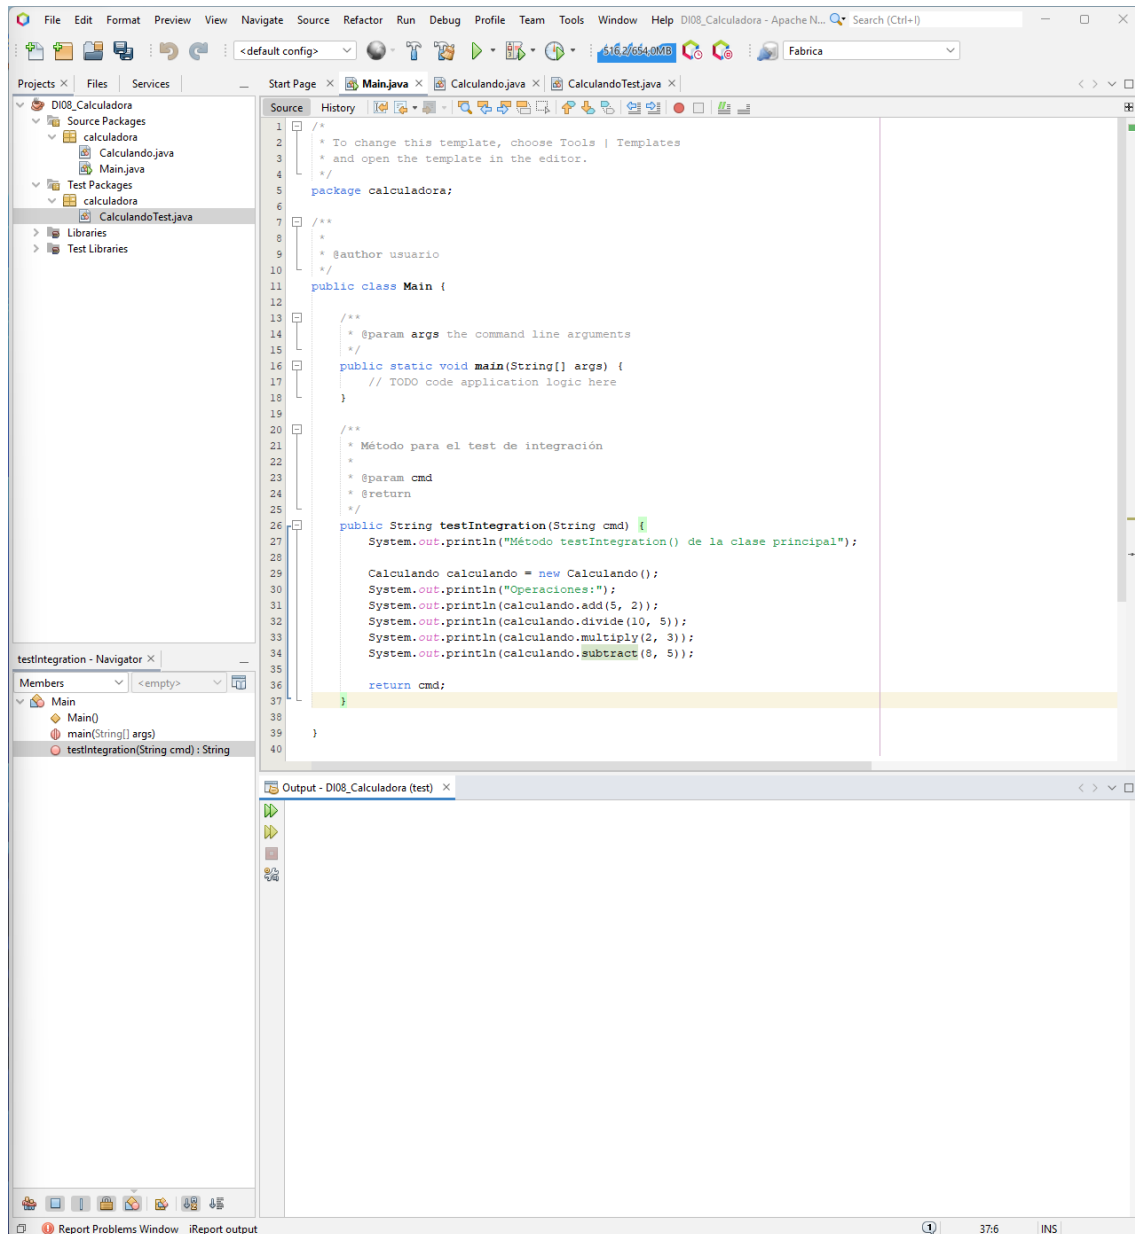 File Edit Format Preview View Navigate Source Refactor Run Debug Profile Team Tools Window Help DI08_Calculadora - Apache N... Search (Ctrl+I)
<default config> 516,2/654,0MB Fabrica
Projects Files Services
Start Page Main.java Calculando.java CalculandoTest.java
DI08_Calculadora
Source Packages
calculadora
Calculando.java
Main.java
Test Packages
calculadora
CalculandoTest.java
Libraries
Test Libraries
Source History
1 /*
2 * To change this template, choose Tools | Templates
3 * and open the template in the editor.
4 */
5 package calculadora;
6
7 /**
8 *
9 * @author usuario
10 */
11 public class Main {
12
13 /**
14 * @param args the command line arguments
15 */
16 public static void main(String[] args) {
17 // TODO code application logic here
18 }
19
20 /**
21 * Método para el test de integración
22 *
23 * @param cmd
24 * @return
25 */
26 public String testIntegration(String cmd) {
27 System.out.println("Método testIntegration() de la clase principal");
28
29 Calculando calculando = new Calculando();
30 System.out.println("Operaciones:");
31 System.out.println(calculando.add(5, 2));
32 System.out.println(calculando.divide(10, 5));
33 System.out.println(calculando.multiply(2, 3));
34 System.out.println(calculando.subtract(8, 5));
35
36 return cmd;
37 }
38
39 }
40
testIntegration - Navigator
Members <empty>
Main
Main()
main(String[] args)
testIntegration(String cmd) : String
Output - DI08_Calculadora (test)
Report Problems Window iReport output
1 37:6 INS